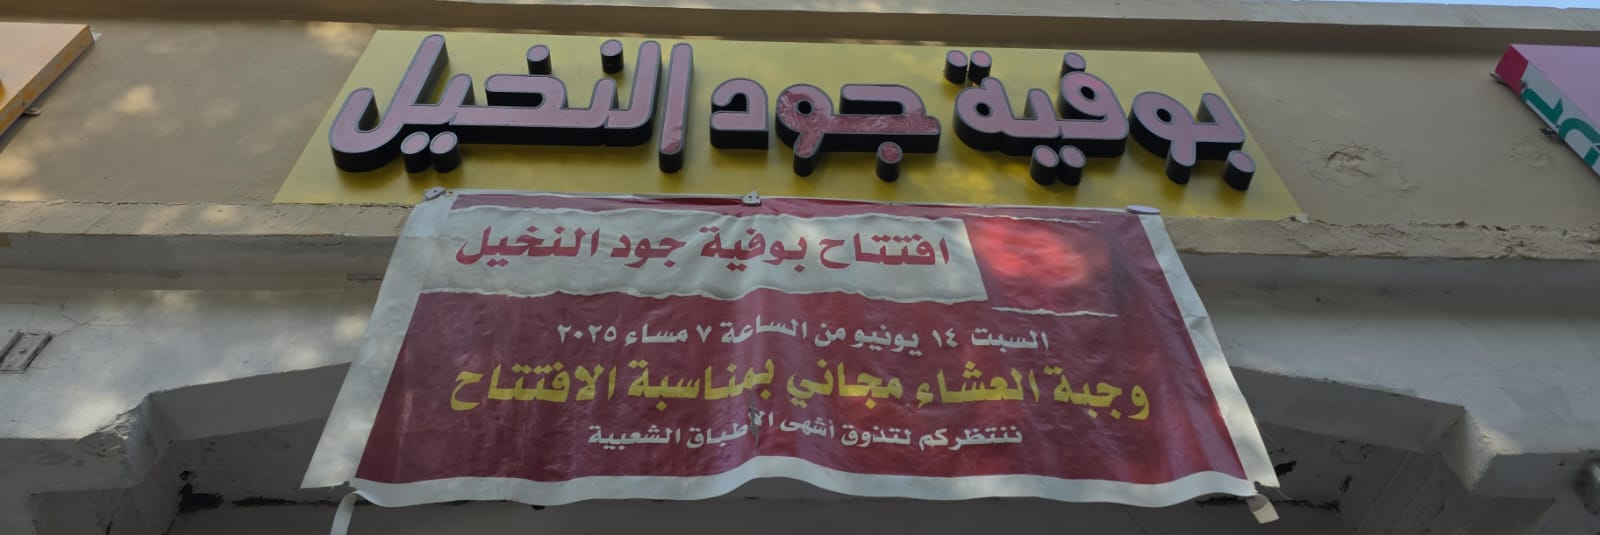 بوفية جود النخيل
افتتاح بوفية جود النخيل
السبت ١٤ يونيو من الساعة ٧ مساء ٢٠٢٥
وجبة العشاء مجاني بمناسبة الافتتاح
ننتظركم لتذوق أشهى الأطباق الشعبية